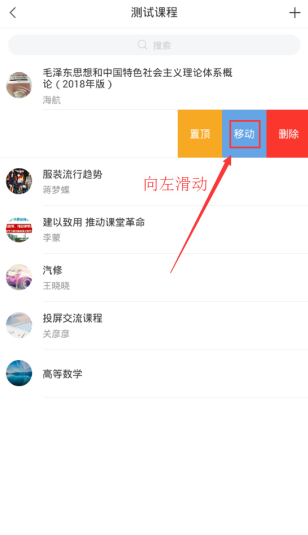 测试课程
搜索
毛泽东思想和中国特色社会主义理论体系概
论（2018年版）
海航
置顶 移动 删除
向左滑动
服装流行趋势
蒋梦蝶
建以致用 推动课堂革命
李蒙
汽修
王晓晓
投屏交流课程
关彦彦
高等数学